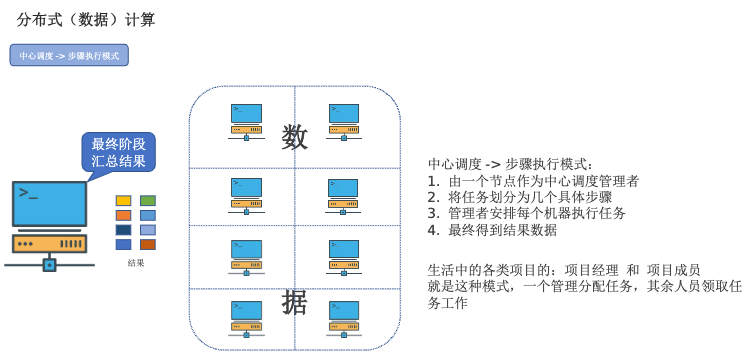 分布式（数据）计算
中心调度 -> 步骤执行模式
最终阶段
汇总结果
>_
结果
>_
>_
数
>_
>_
>_
>_
据
>_
>_
中心调度 -> 步骤执行模式：
1. 由一个节点作为中心调度管理者
2. 将任务划分为几个具体步骤
3. 管理者安排每个机器执行任务
4. 最终得到结果数据
生活中的各类项目的：项目经理 和 项目成员
就是这种模式，一个管理分配任务，其余人员领取任
务工作